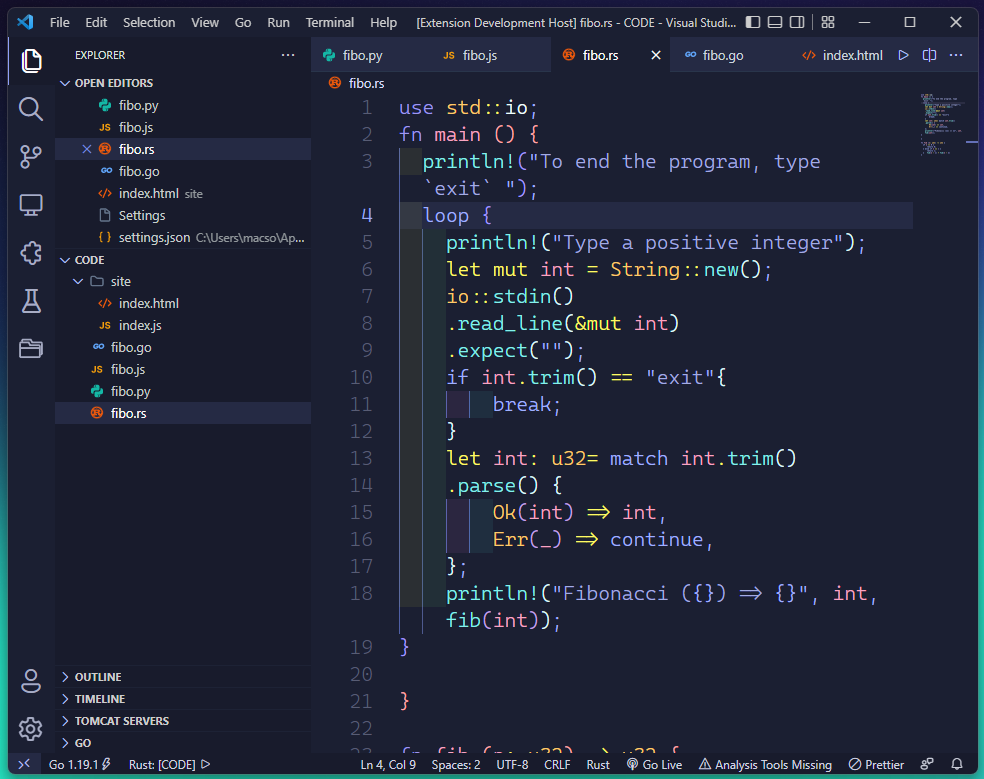 File Edit Selection View Go Run Terminal Help [Extension Development Host] fibo.rs - CODE - Visual Studi...
EXPLORER
fibo.py JS fibo.js fibo.rs fibo.go index.html
OPEN EDITORS
fibo.py
JS fibo.js
fibo.rs
fibo.go
index.html site
Settings
{ } settings.json C:\Users\macso\Ap...
CODE
site
index.html
JS index.js
fibo.go
JS fibo.js
fibo.py
fibo.rs
OUTLINE
TIMELINE
TOMCAT SERVERS
GO
fibo.rs
1 use std::io;
2 fn main () {
3 println!("To end the program, type
`exit` ");
4 loop {
5 println!("Type a positive integer");
6 let mut int = String::new();
7 io::stdin()
8 .read_line(&mut int)
9 .expect("");
10 if int.trim() == "exit"{
11 break;
12 }
13 let int: u32= match int.trim()
14 .parse() {
15 Ok(int) => int,
16 Err(_) => continue,
17 };
18 println!("Fibonacci ({}) => {}", int,
fib(int));
19 }
20
21 }
22
23 fn fib (n: u32) -> u32 {
Go 1.19.1 Rust: [CODE] Ln 4, Col 9 Spaces: 2 UTF-8 CRLF Rust Go Live Analysis Tools Missing Prettier